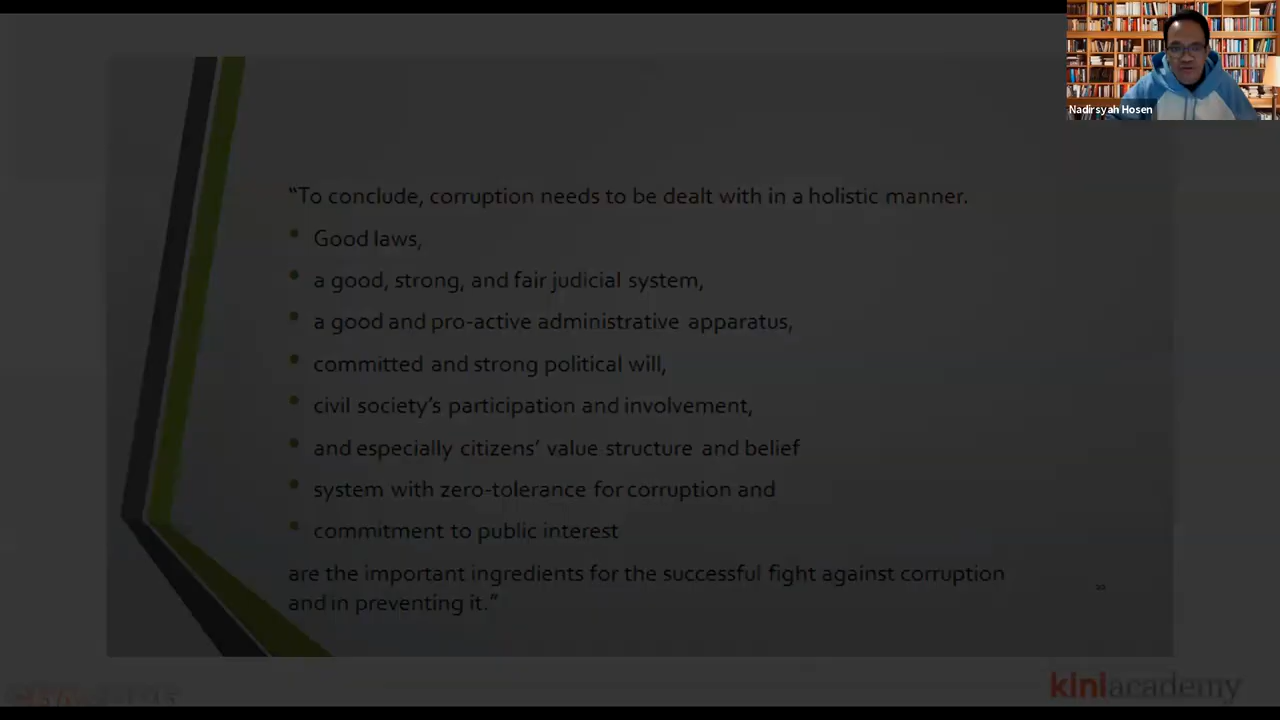 Nadirsyah Hosen
“To conclude, corruption needs to be dealt with in a holistic manner.
Good laws,
a good, strong, and fair judicial system,
a good and pro-active administrative apparatus,
committed and strong political will,
civil society’s participation and involvement,
and especially citizens’ value structure and belief
system with zero-tolerance for corruption and
commitment to public interest
are the important ingredients for the successful fight against corruption
and in preventing it.”
kiniacademy